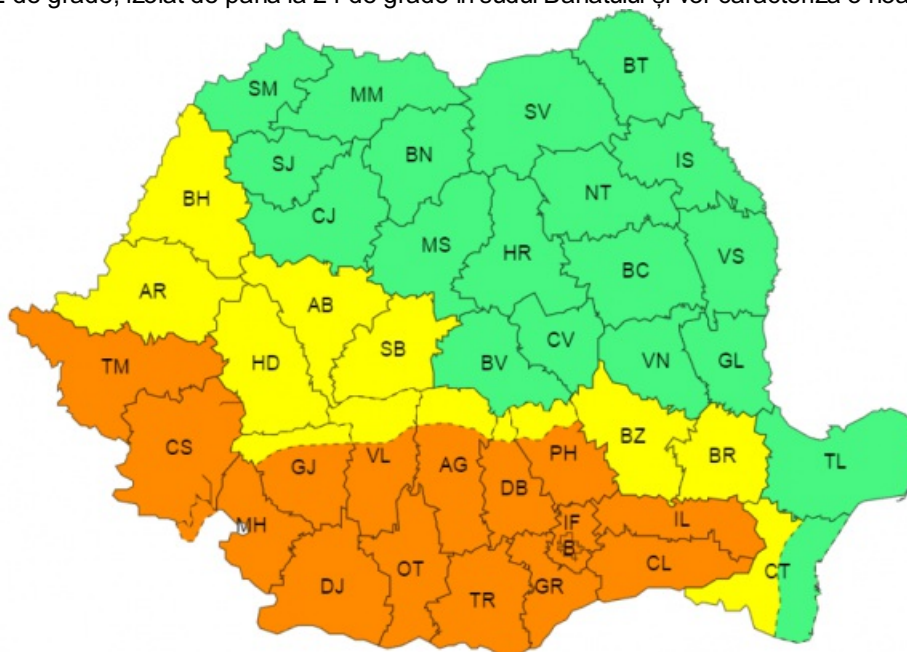 de grade, izolat de până la 24 de grade în sudul Banatului și vor caracteriza o
BT
SM
MM
SV
BN
IS
SJ
NT
BH
CJ
MS
HR
VS
BC
AR
AB
CV
SB
BV
VN
GL
TM
HD
BZ
CS
VL
PH
BR
GJ
AG
TL
DB
IF
IL
MH
B
CL
OT
CT
DJ
TR
GR